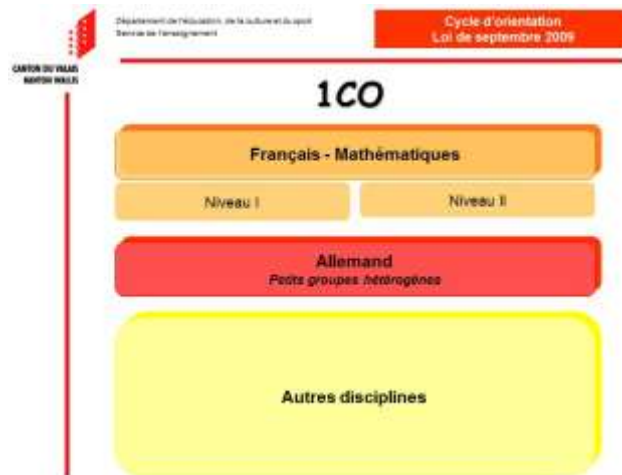 Département de l'éducation, de la culture et du sport
Service de l'enseignement
Cycle d'orientation
Loi de septembre 2009
CANTON DU VALAIS
KANTON WALLIS
1CO
Français - Mathématiques
Niveau I
Niveau II
Allemand
Petits groupes hétérogènes
Autres disciplines